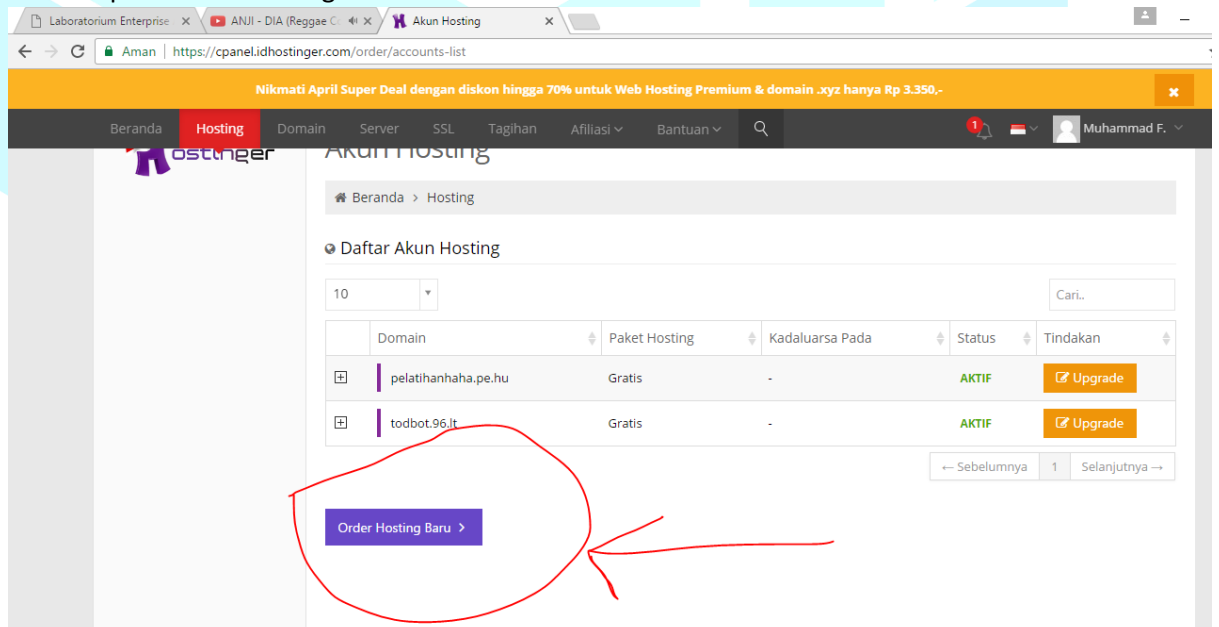 Laboratorium Enterprise
ANJI - DIA (Reggae Co
Akun Hosting
Aman | https://cpanel.idhostinger.com/order/accounts-list
Nikmati April Super Deal dengan diskon hingga 70% untuk Web Hosting Premium & domain .xyz hanya Rp 3.350,-
Beranda Hosting Domain Server SSL Tagihan Afiliasi Bantuan 1 Muhammad F.
ostinger
Akun Hosting
Beranda > Hosting
Daftar Akun Hosting
10 Cari..
Domain Paket Hosting Kadaluarsa Pada Status Tindakan
pelatihanhaha.pe.hu Gratis - AKTIF Upgrade
todbot.96.lt Gratis - AKTIF Upgrade
← Sebelumnya 1 Selanjutnya →
Order Hosting Baru >